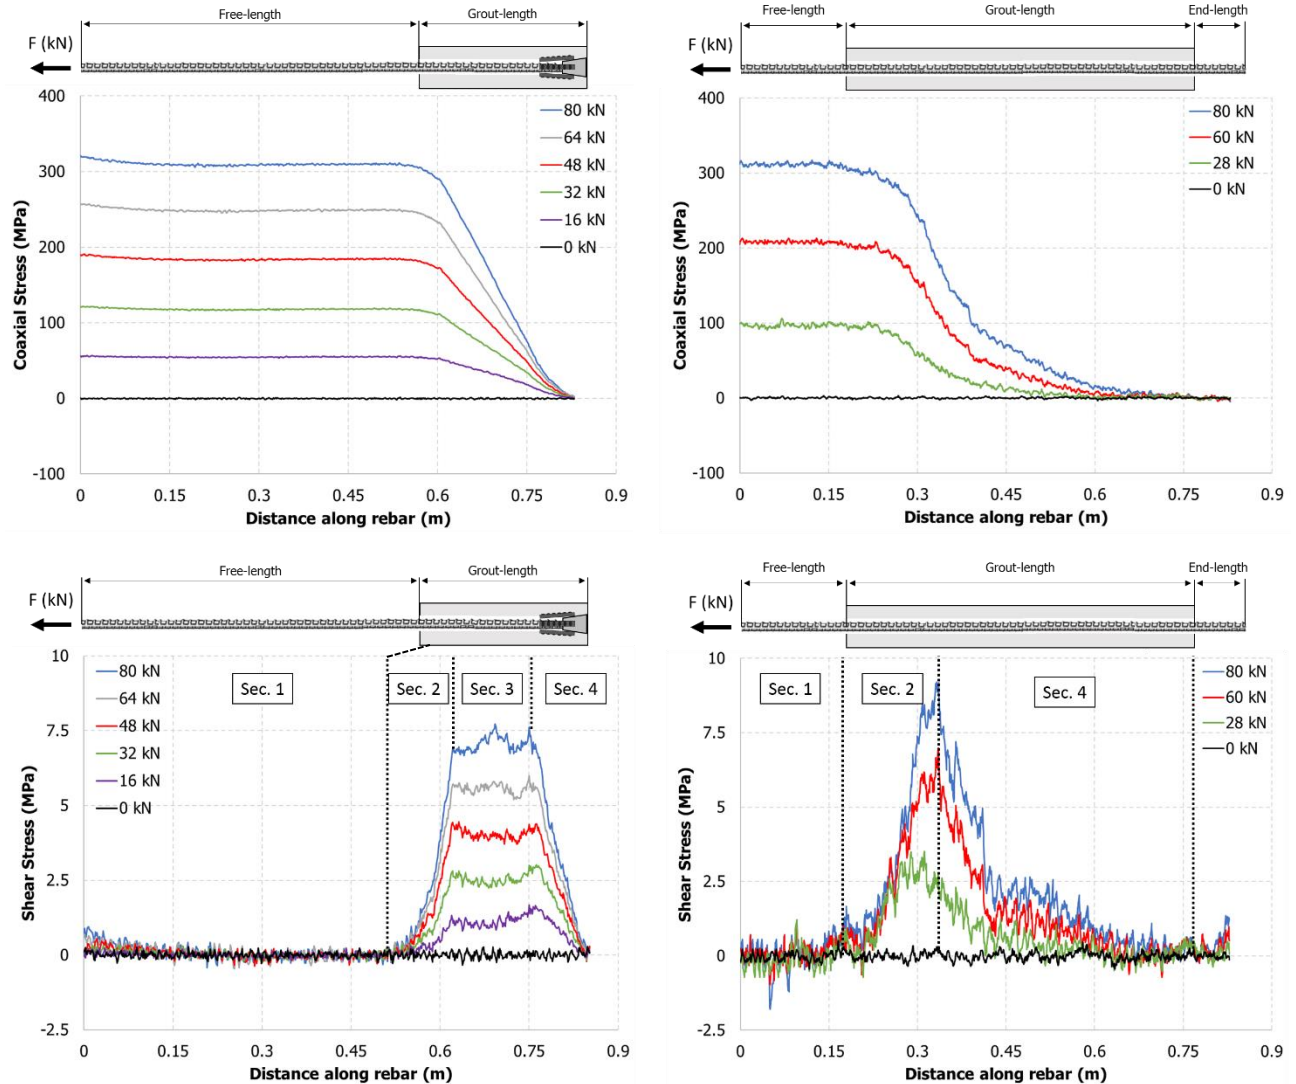 Free-length
Grout-length
F (kN)
400
300
200
100
0
-100
Coaxial Stress (MPa)
80 kN
64 kN
48 kN
32 kN
16 kN
0 kN
0 0.15 0.3 0.45 0.6 0.75 0.9
Distance along rebar (m)
Free-length
Grout-length
End-length
F (kN)
400
300
200
100
0
-100
Coaxial Stress (MPa)
80 kN
60 kN
28 kN
0 kN
0 0.15 0.3 0.45 0.6 0.75 0.9
Distance along rebar (m)
Free-length
Grout-length
F (kN)
10
7.5
5
2.5
0
-2.5
Shear Stress (MPa)
80 kN
64 kN
48 kN
32 kN
16 kN
0 kN
Sec. 1
Sec. 2
Sec. 3
Sec. 4
0 0.15 0.3 0.45 0.6 0.75 0.9
Distance along rebar (m)
Free-length
Grout-length
End-length
F (kN)
10
7.5
5
2.5
0
-2.5
Shear Stress (MPa)
Sec. 1
Sec. 2
Sec. 4
80 kN
60 kN
28 kN
0 kN
0 0.15 0.3 0.45 0.6 0.75 0.9
Distance along rebar (m)